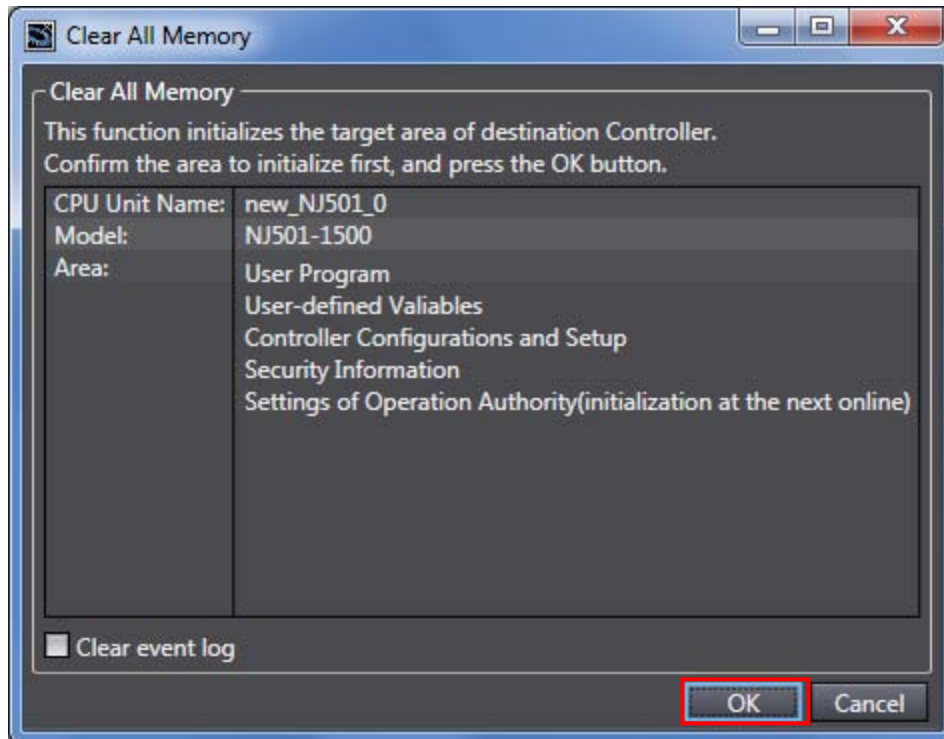 Clear All Memory
Clear All Memory
This function initializes the target area of destination Controller.
Confirm the area to initialize first, and press the OK button.
CPU Unit Name: new_NJ501_0
Model: NJ501-1500
Area: User Program
User-defined Valiables
Controller Configurations and Setup
Security Information
Settings of Operation Authority(initialization at the next online)
Clear event log
OK Cancel